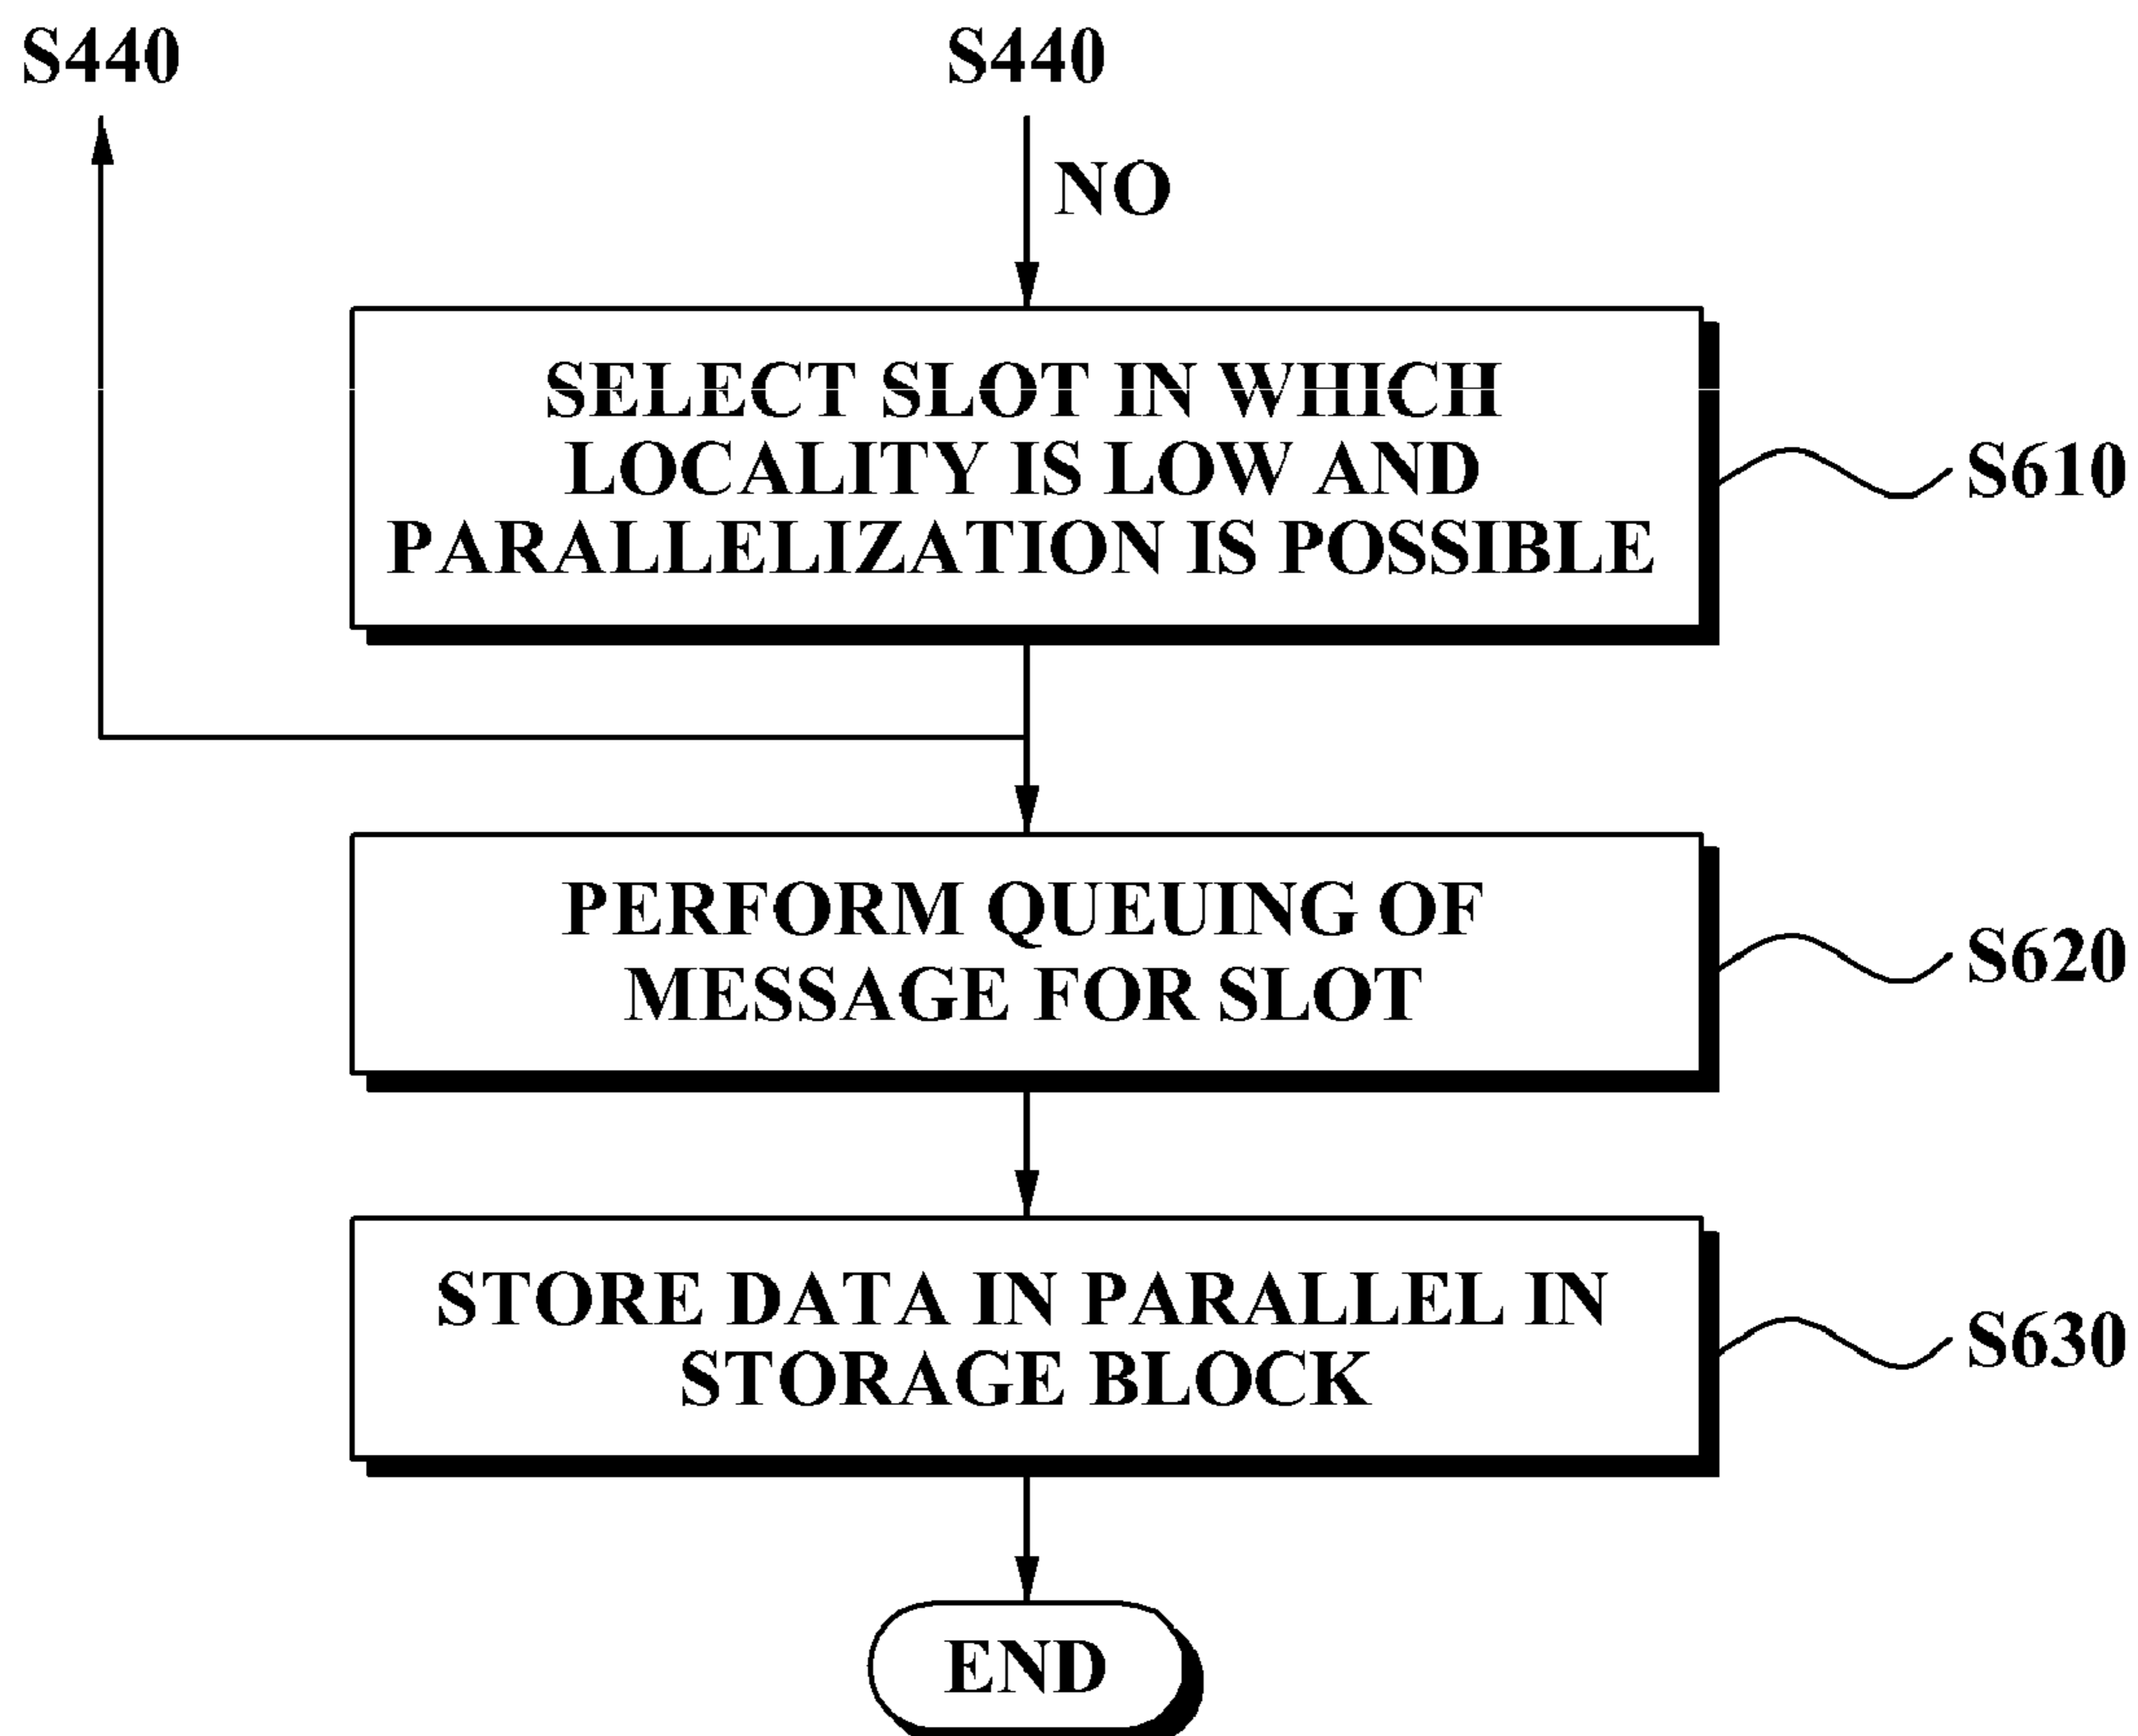 S440
S440
NO
SELECT SLOT IN WHICH
LOCALITY IS LOW AND
PARALLELIZATION IS POSSIBLE
S610
PERFORM QUEUING OF
MESSAGE FOR SLOT
S620
STORE DATA IN PARALLEL IN
STORAGE BLOCK
S630
END